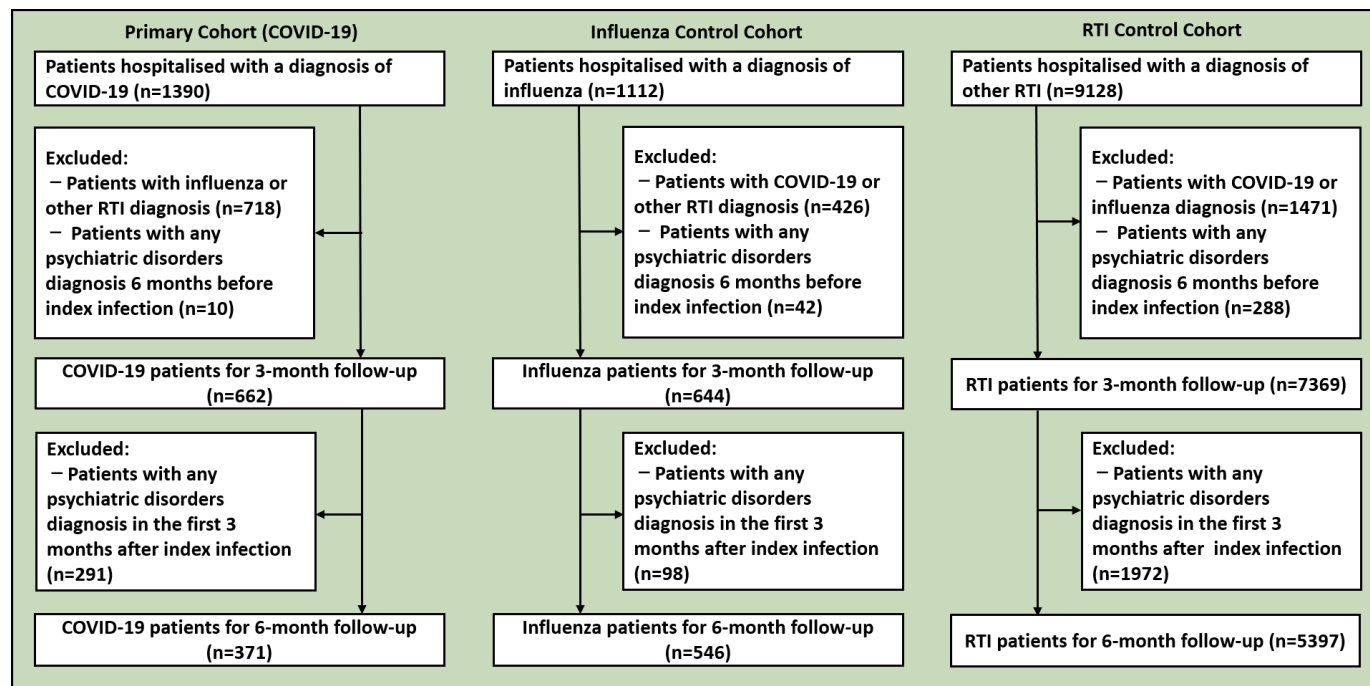 Primary Cohort (COVID-19)
Patients hospitalised with a diagnosis of
COVID-19 (n=1390)
Excluded:
– Patients with influenza or
other RTI diagnosis (n=718)
– Patients with any
psychiatric disorders
diagnosis 6 months before
index infection (n=10)
COVID-19 patients for 3-month follow-up
(n=662)
Excluded:
– Patients with any
psychiatric disorders
diagnosis in the first 3
months after index infection
(n=291)
COVID-19 patients for 6-month follow-up
(n=371)
Influenza Control Cohort
Patients hospitalised with a diagnosis of
influenza (n=1112)
Excluded:
– Patients with COVID-19 or
other RTI diagnosis (n=426)
– Patients with any
psychiatric disorders
diagnosis 6 months before
index infection (n=42)
Influenza patients for 3-month follow-up
(n=644)
Excluded:
– Patients with any
psychiatric disorders
diagnosis in the first 3
months after index infection
(n=98)
Influenza patients for 6-month follow-up
(n=546)
RTI Control Cohort
Patients hospitalised with a diagnosis of
other RTI (n=9128)
Excluded:
– Patients with COVID-19 or
influenza diagnosis (n=1471)
– Patients with any
psychiatric disorders
diagnosis 6 months before
index infection (n=288)
RTI patients for 3-month follow-up (n=7369)
Excluded:
– Patients with any
psychiatric disorders
diagnosis in the first 3
months after index infection
(n=1972)
RTI patients for 6-month follow-up (n=5397)